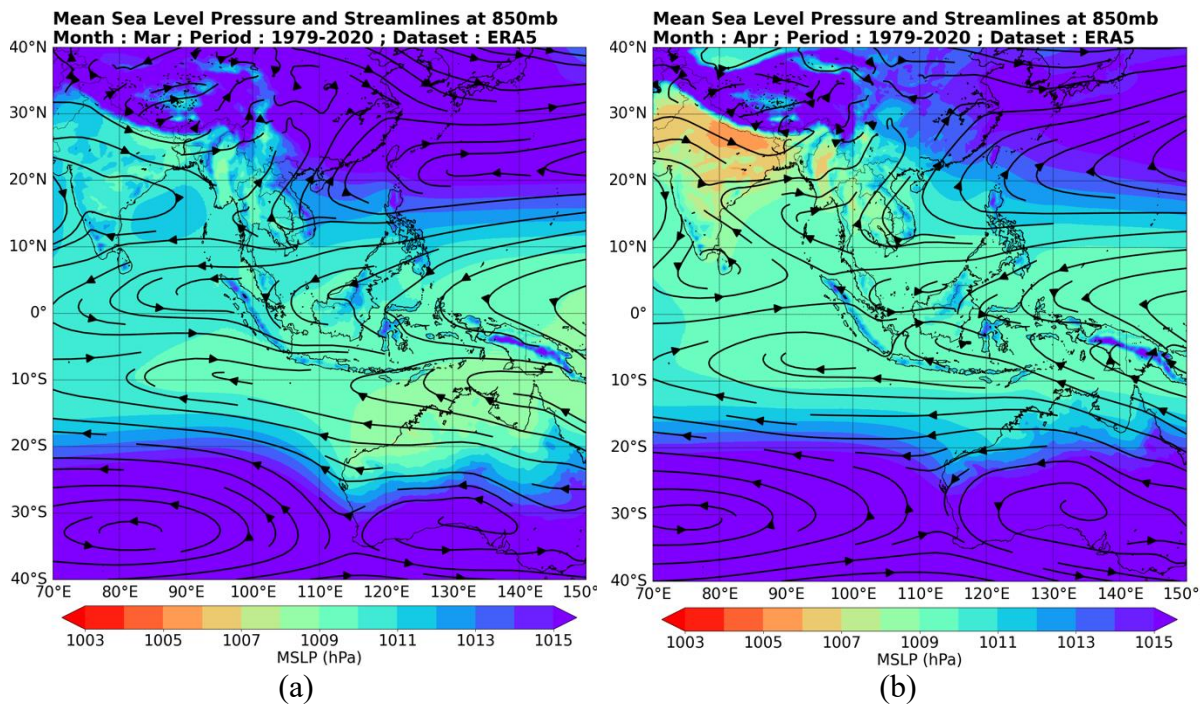 Mean Sea Level Pressure and Streamlines at 850mb
Month : Mar ; Period : 1979-2020 ; Dataset : ERA5
40°N
30°N
20°N
10°N
0°
10°S
20°S
30°S
40°S
70°E 80°E 90°E 100°E 110°E 120°E 130°E 140°E 150°
1003 1005 1007 1009 1011 1013 1015
MSLP (hPa)
(a)
Mean Sea Level Pressure and Streamlines at 850mb
Month : Apr ; Period : 1979-2020 ; Dataset : ERA5
40°N
30°N
20°N
10°N
0°
10°S
20°S
30°S
40°S
70°E 80°E 90°E 100°E 110°E 120°E 130°E 140°E 150°
1003 1005 1007 1009 1011 1013 1015
MSLP (hPa)
(b)